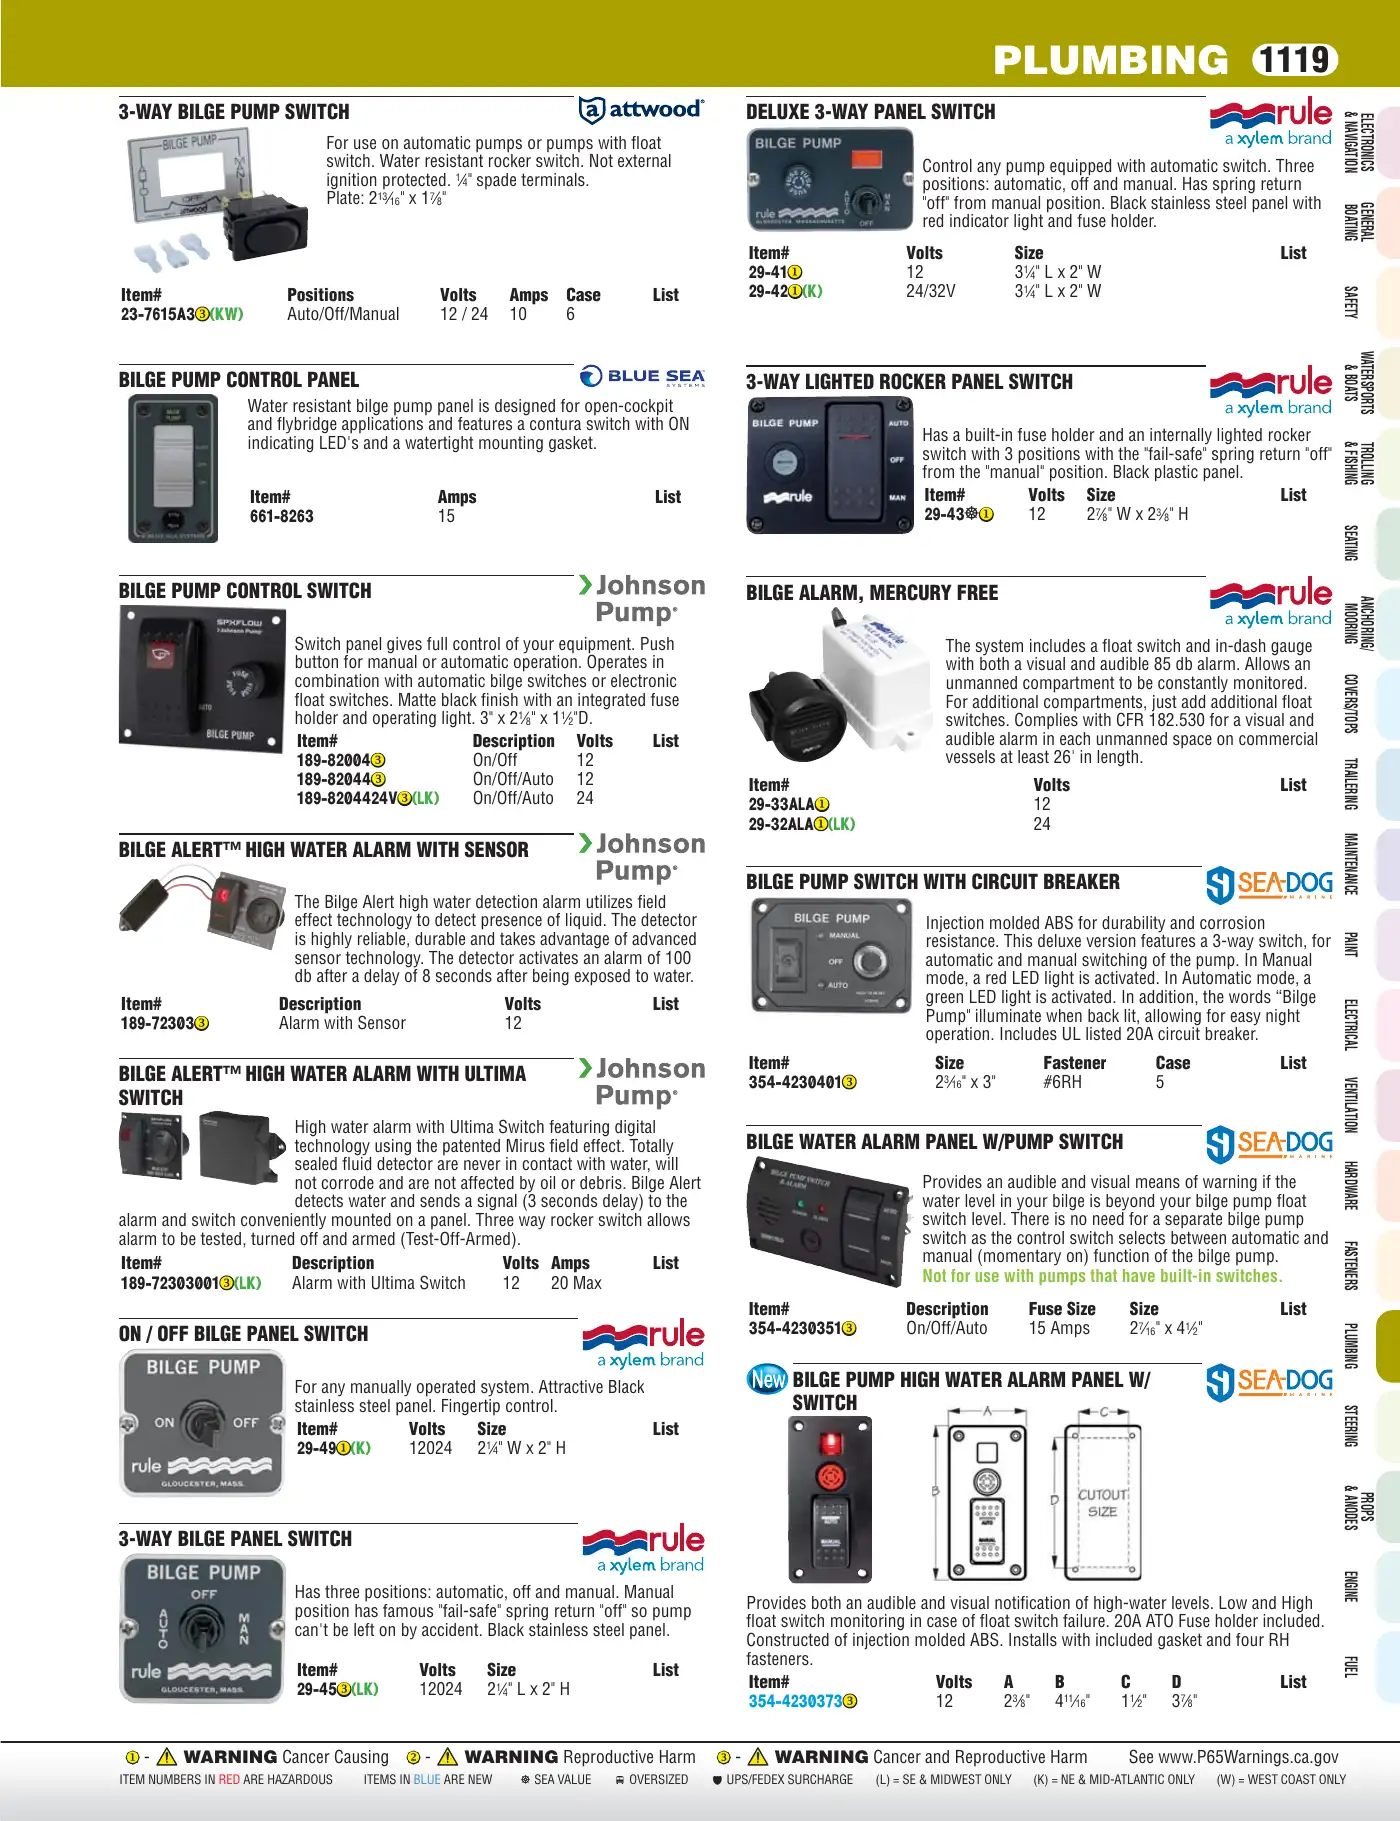 PLUMBING 1119
3-WAY BILGE PUMP SWITCH
attwood
For use on automatic pumps or pumps with float
switch. Water resistant rocker switch. Not external
ignition protected. ¼" spade terminals.
Plate: 2¹³⁄₁₆" x 1⅞"
Item# Positions Volts Amps Case List
23-7615A3③(KW) Auto/Off/Manual 12 / 24 10 6
BILGE PUMP CONTROL PANEL
BLUE SEA
SYSTEMS
Water resistant bilge pump panel is designed for open-cockpit
and flybridge applications and features a contura switch with ON
indicating LED's and a watertight mounting gasket.
Item# Amps List
661-8263 15
BILGE PUMP CONTROL SWITCH
Johnson
Pump
Switch panel gives full control of your equipment. Push
button for manual or automatic operation. Operates in
combination with automatic bilge switches or electronic
float switches. Matte black finish with an integrated fuse
holder and operating light. 3" x 2⅛" x 1½"D.
Item# Description Volts List
189-82004③ On/Off 12
189-82044③ On/Off/Auto 12
189-8204424V③(LK) On/Off/Auto 24
BILGE ALERT™ HIGH WATER ALARM WITH SENSOR
Johnson
Pump
The Bilge Alert high water detection alarm utilizes field
effect technology to detect presence of liquid. The detector
is highly reliable, durable and takes advantage of advanced
sensor technology. The detector activates an alarm of 100
db after a delay of 8 seconds after being exposed to water.
Item# Description Volts List
189-72303③ Alarm with Sensor 12
BILGE ALERT™ HIGH WATER ALARM WITH ULTIMA
SWITCH
Johnson
Pump
High water alarm with Ultima Switch featuring digital
technology using the patented Mirus field effect. Totally
sealed fluid detector are never in contact with water, will
not corrode and are not affected by oil or debris. Bilge Alert
detects water and sends a signal (3 seconds delay) to the
alarm and switch conveniently mounted on a panel. Three way rocker switch allows
alarm to be tested, turned off and armed (Test-Off-Armed).
Item# Description Volts Amps List
189-72303001③(LK) Alarm with Ultima Switch 12 20 Max
ON / OFF BILGE PANEL SWITCH
rule
a xylem brand
BILGE PUMP
ON OFF
rule
GLOUCESTER, MASS.
For any manually operated system. Attractive Black
stainless steel panel. Fingertip control.
Item# Volts Size List
29-49①(K) 12024 2¼" W x 2" H
3-WAY BILGE PANEL SWITCH
rule
a xylem brand
BILGE PUMP
OFF
AUTO MAN
rule
GLOUCESTER, MASS.
Has three positions: automatic, off and manual. Manual
position has famous "fail-safe" spring return "off" so pump
can't be left on by accident. Black stainless steel panel.
Item# Volts Size List
29-45③(LK) 12024 2¼" L x 2" H
DELUXE 3-WAY PANEL SWITCH
rule
a xylem brand
BILGE PUMP
AUTO OFF MAN
rule
Control any pump equipped with automatic switch. Three
positions: automatic, off and manual. Has spring return
"off" from manual position. Black stainless steel panel with
red indicator light and fuse holder.
Item# Volts Size List
29-41① 12 3¼" L x 2" W
29-42①(K) 24/32V 3¼" L x 2" W
3-WAY LIGHTED ROCKER PANEL SWITCH
rule
a xylem brand
BILGE PUMP AUTO
OFF
rule MAN
Has a built-in fuse holder and an internally lighted rocker
switch with 3 positions with the "fail-safe" spring return "off"
from the "manual" position. Black plastic panel.
Item# Volts Size List
29-43☸① 12 2⅞" W x 2⅜" H
BILGE ALARM, MERCURY FREE
rule
a xylem brand
The system includes a float switch and in-dash gauge
with both a visual and audible 85 db alarm. Allows an
unmanned compartment to be constantly monitored.
For additional compartments, just add additional float
switches. Complies with CFR 182.530 for a visual and
audible alarm in each unmanned space on commercial
vessels at least 26' in length.
Item# Volts List
29-33ALA① 12
29-32ALA①(LK) 24
BILGE PUMP SWITCH WITH CIRCUIT BREAKER
SEA-DOG
MARINE
BILGE PUMP
MANUAL
OFF
AUTO
Injection molded ABS for durability and corrosion
resistance. This deluxe version features a 3-way switch, for
automatic and manual switching of the pump. In Manual
mode, a red LED light is activated. In Automatic mode, a
green LED light is activated. In addition, the words “Bilge
Pump" illuminate when back lit, allowing for easy night
operation. Includes UL listed 20A circuit breaker.
Item# Size Fastener Case List
354-4230401③ 2³⁄₁₆" x 3" #6RH 5
BILGE WATER ALARM PANEL W/PUMP SWITCH
SEA-DOG
MARINE
BILGE PUMP SWITCH
& ALARM
Provides an audible and visual means of warning if the
water level in your bilge is beyond your bilge pump float
switch level. There is no need for a separate bilge pump
switch as the control switch selects between automatic and
manual (momentary on) function of the bilge pump.
Not for use with pumps that have built-in switches.
Item# Description Fuse Size Size List
354-4230351③ On/Off/Auto 15 Amps 2⁷⁄₁₆" x 4½"
New BILGE PUMP HIGH WATER ALARM PANEL W/
SWITCH
SEA-DOG
MARINE
A C
B D
CUTOUT
SIZE
AUTO
MANUAL
Provides both an audible and visual notification of high-water levels. Low and High
float switch monitoring in case of float switch failure. 20A ATO Fuse holder included.
Constructed of injection molded ABS. Installs with included gasket and four RH
fasteners.
Item# Volts A B C D List
354-4230373③ 12 2⅜" 4¹¹⁄₁₆" 1½" 3⅞"
ELECTRONICS
& NAVIGATION
GENERAL
BOATING
SAFETY
WATERSPORTS
& BOATS
TROLLING
& FISHING
SEATING
ANCHORING/
MOORING
COVERS/TOPS
TRAILERING
MAINTENANCE
PAINT
ELECTRICAL
VENTILATION
HARDWARE
FASTENERS
PLUMBING
STEERING
PROPS
& ANODES
ENGINE
FUEL
① - ⚠ WARNING Cancer Causing ② - ⚠ WARNING Reproductive Harm ③ - ⚠ WARNING Cancer and Reproductive Harm See www.P65Warnings.ca.gov
ITEM NUMBERS IN RED ARE HAZARDOUS ITEMS IN BLUE ARE NEW ☸ SEA VALUE OVERSIZED UPS/FEDEX SURCHARGE (L) = SE & MIDWEST ONLY (K) = NE & MID-ATLANTIC ONLY (W) = WEST COAST ONLY